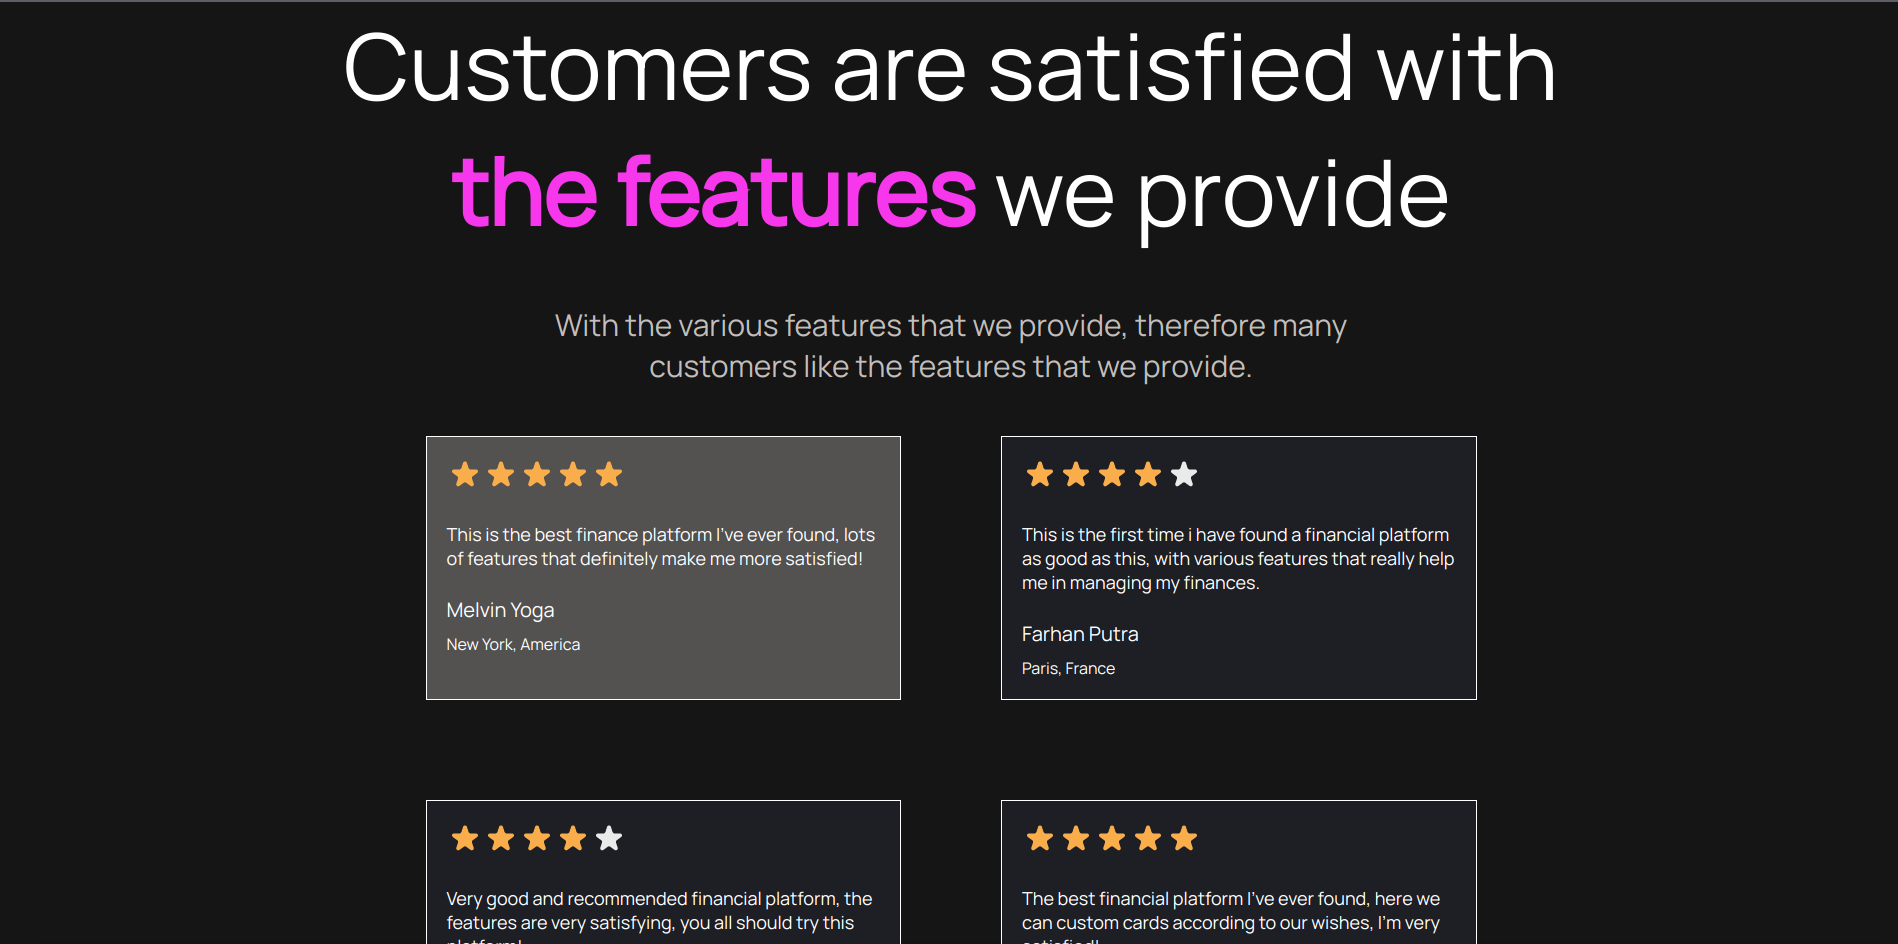 Customers are satisfied with
the features we provide
With the various features that we provide, therefore many
customers like the features that we provide.
This is the best finance platform I've ever found, lots
of features that definitely make me more satisfied!
Melvin Yoga
New York, America
This is the first time i have found a financial platform
as good as this, with various features that really help
me in managing my finances.
Farhan Putra
Paris, France
Very good and recommended financial platform, the
features are very satisfying, you all should try this
platform!
The best financial platform I've ever found, here we
can custom cards according to our wishes, I'm very
satisfied!